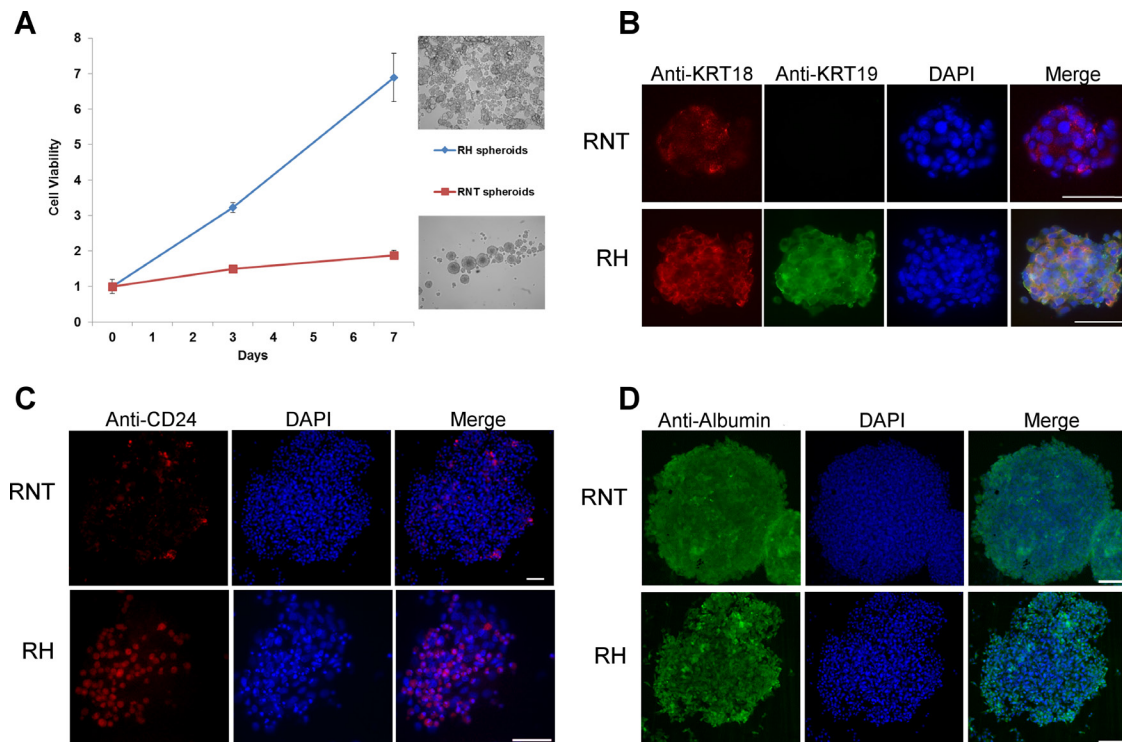 A
8
7
6
5
4
3
2
1
0
Cell Viability
0 1 2 3 4 5 6 7
Days
RH spheroids
RNT spheroids
B
Anti-KRT18 Anti-KRT19 DAPI Merge
RNT
RH
C
Anti-CD24 DAPI Merge
RNT
RH
D
Anti-Albumin DAPI Merge
RNT
RH